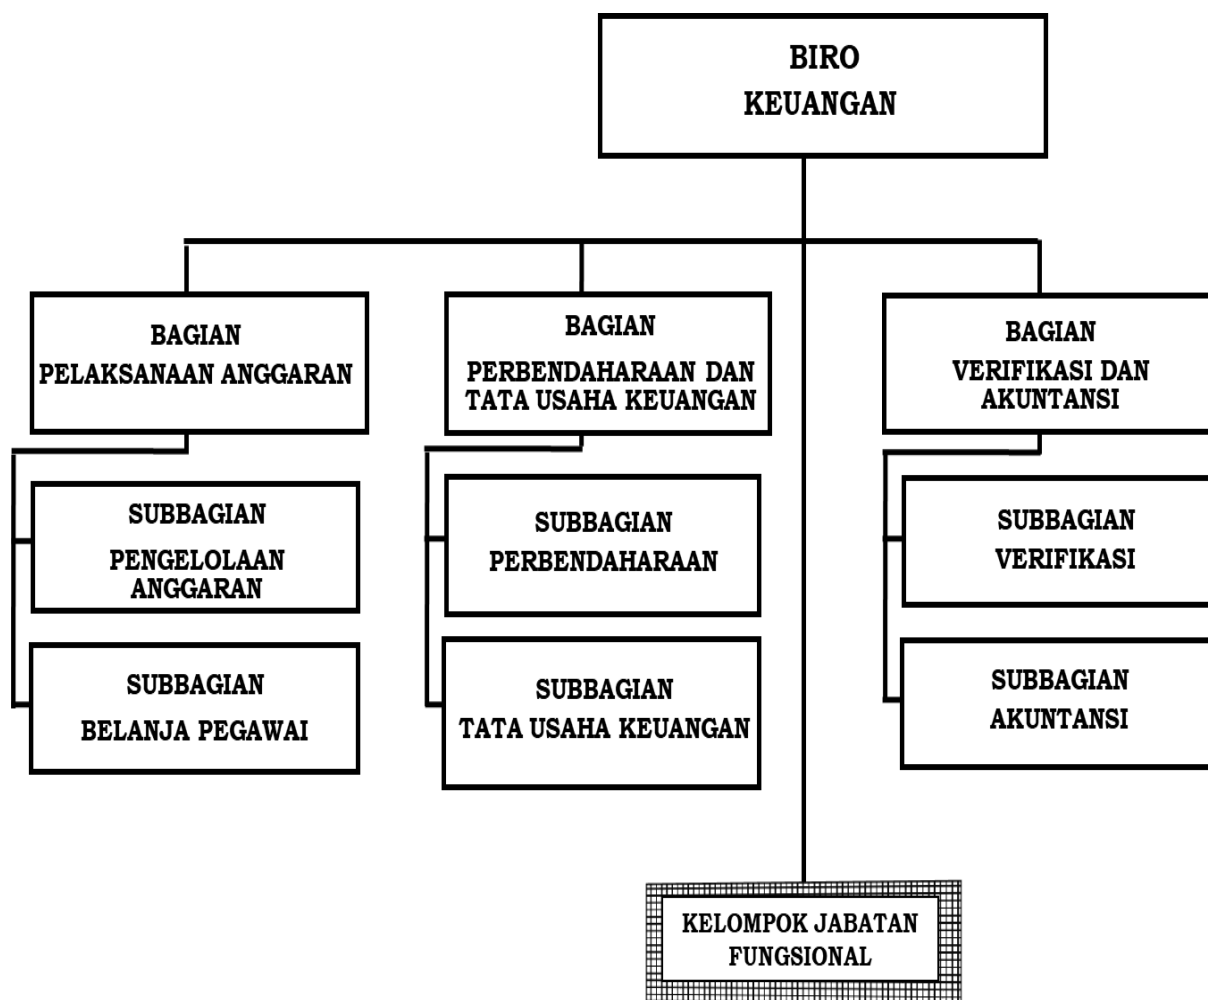 BIRO
KEUANGAN
BAGIAN
PELAKSANAAN ANGGARAN
BAGIAN
PERBENDAHARAAN DAN
TATA USAHA KEUANGAN
BAGIAN
VERIFIKASI DAN
AKUNTANSI
SUBBAGIAN
PENGELOLAAN
ANGGARAN
SUBBAGIAN
PERBENDAHARAAN
SUBBAGIAN
VERIFIKASI
SUBBAGIAN
BELANJA PEGAWAI
SUBBAGIAN
TATA USAHA KEUANGAN
SUBBAGIAN
AKUNTANSI
KELOMPOK JABATAN
FUNGSIONAL